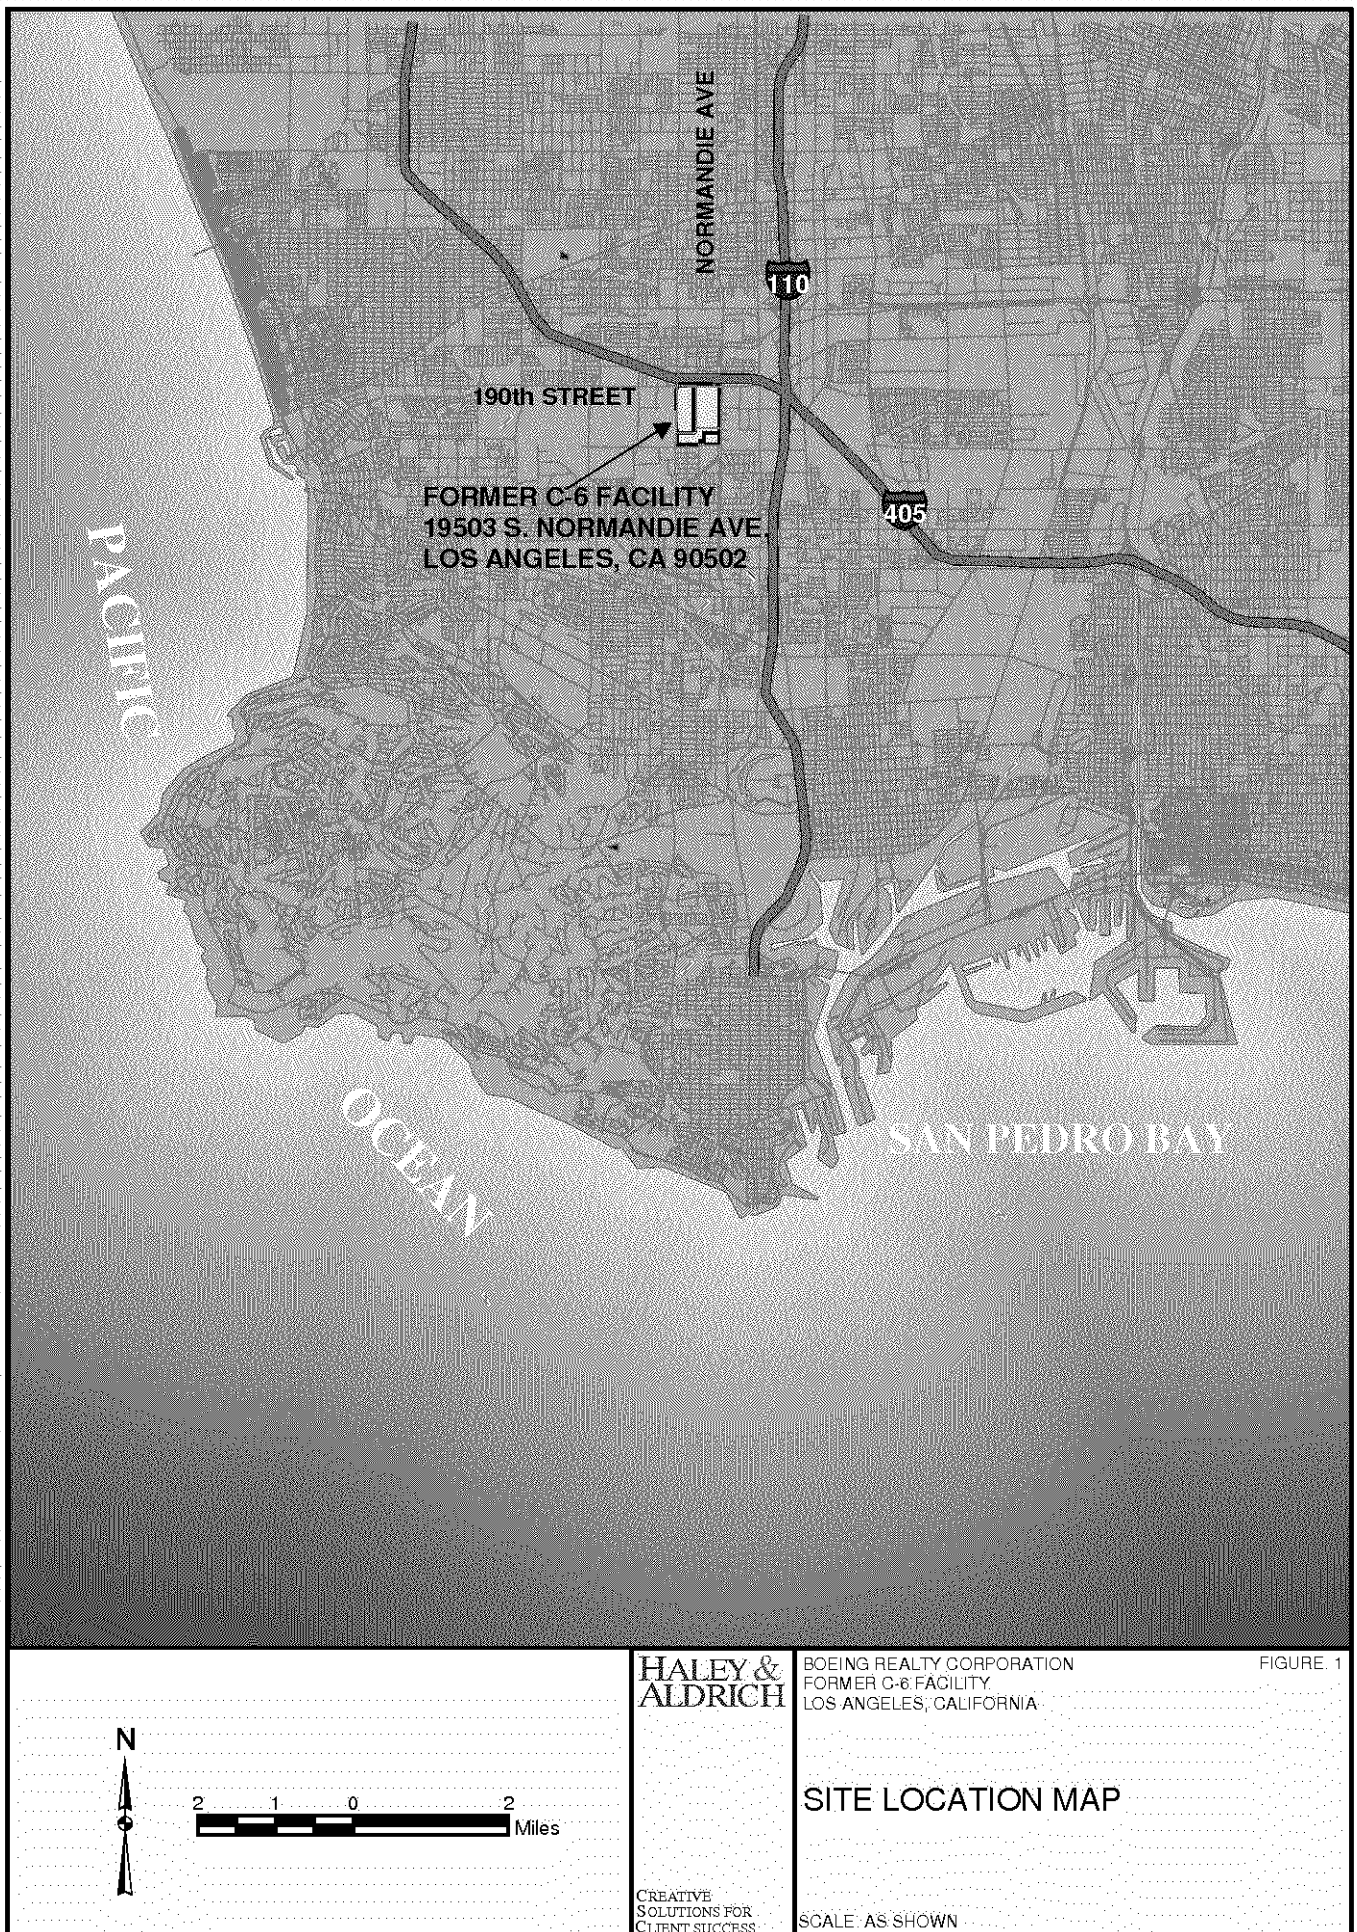 NORMANDIE AVE
110
190th STREET
FORMER C-6 FACILITY
19503 S. NORMANDIE AVE.
LOS ANGELES, CA 90502
405
PACIFIC
OCEAN
SAN PEDRO BAY
N
2 1 0 2
Miles
HALEY &
ALDRICH
CREATIVE
SOLUTIONS FOR
CLIENT SUCCESS
BOEING REALTY CORPORATION
FORMER C-6 FACILITY
LOS ANGELES, CALIFORNIA
FIGURE. 1
SITE LOCATION MAP
SCALE: AS SHOWN